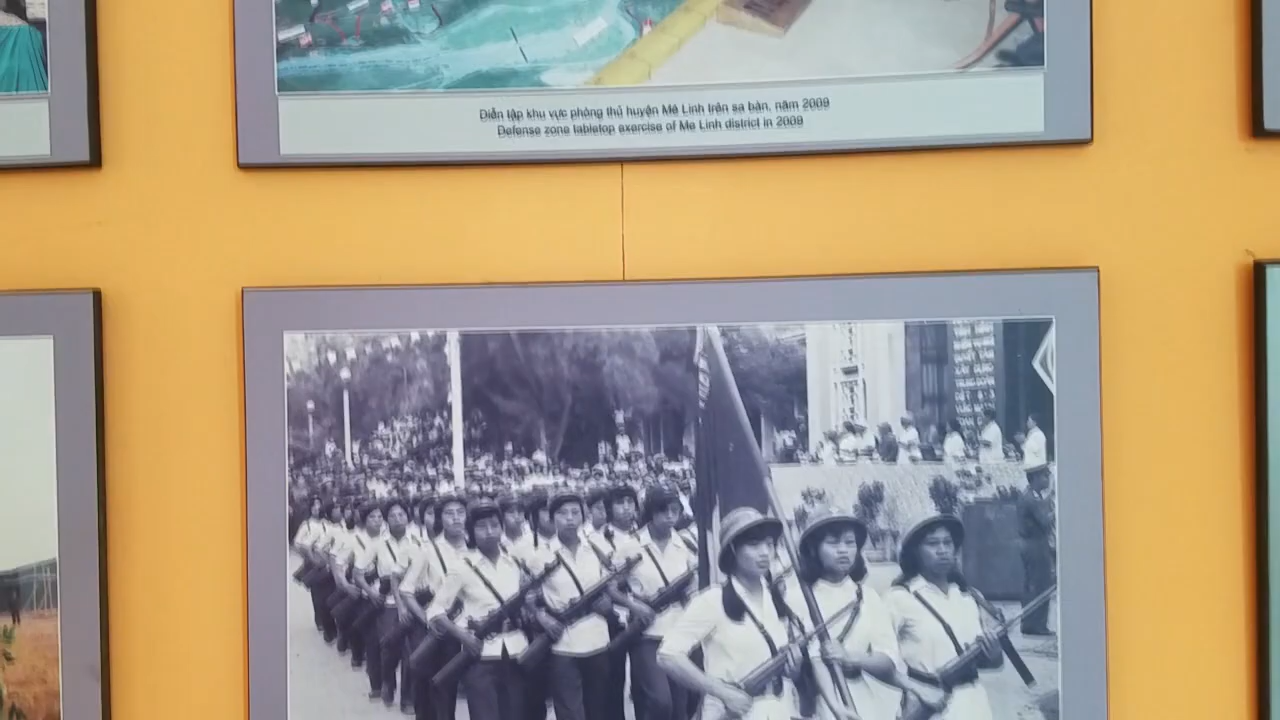 Diễn tập khu vực phòng thủ huyện Mê Linh trên sa bàn, năm 2009
Defense zone tabletop exercise of Me Linh district in 2009